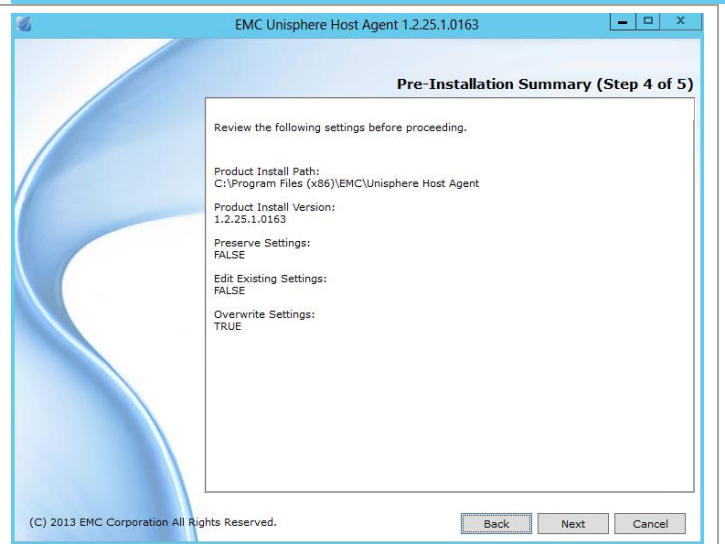 EMC Unisphere Host Agent 1.2.25.1.0163
Pre-Installation Summary (Step 4 of 5)
Review the following settings before proceeding.
Product Install Path:
C:\Program Files (x86)\EMC\Unisphere Host Agent
Product Install Version:
1.2.25.1.0163
Preserve Settings:
FALSE
Edit Existing Settings:
FALSE
Overwrite Settings:
TRUE
(C) 2013 EMC Corporation All Rights Reserved.
Back Next Cancel